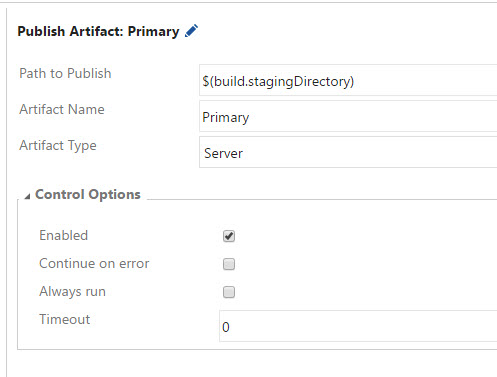 Publish Artifact: Primary
Path to Publish $(build.stagingDirectory)
Artifact Name Primary
Artifact Type Server
Control Options
Enabled
Continue on error
Always run
Timeout 0